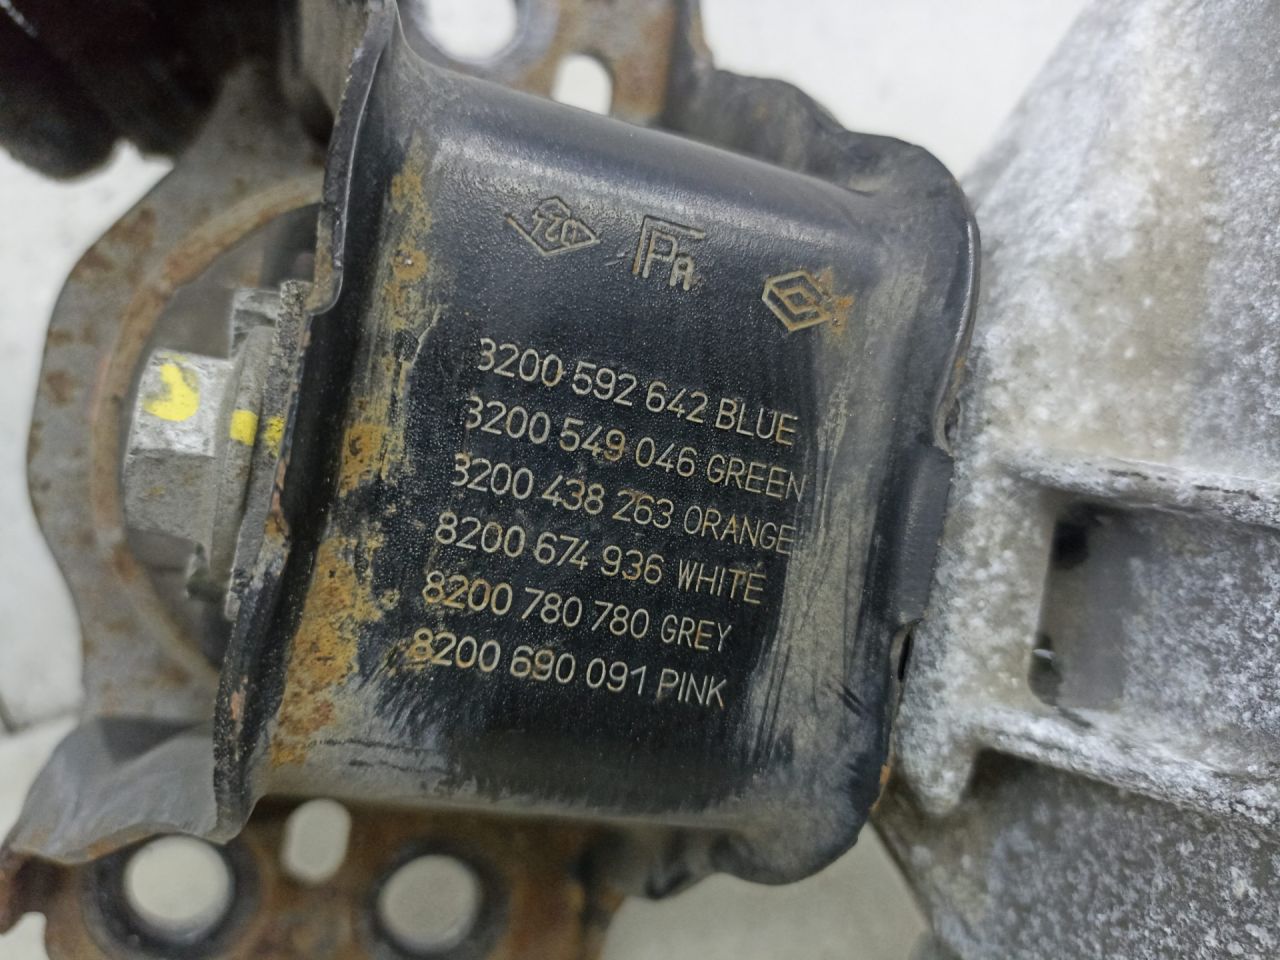 FPA
8200 592 642 BLUE
8200 549 046 GREEN
8200 438 263 ORANGE
8200 674 936 WHITE
8200 780 780 GREY
8200 690 091 PINK